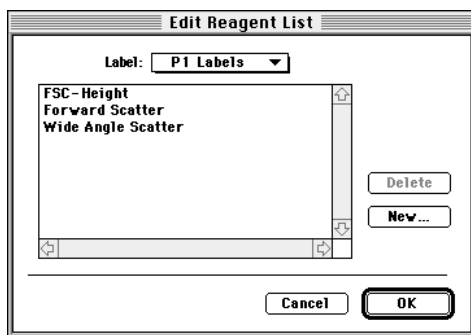 Edit Reagent List
Label: P1 Labels
FSC-Height
Forward Scatter
Wide Angle Scatter
Delete
New...
Cancel OK